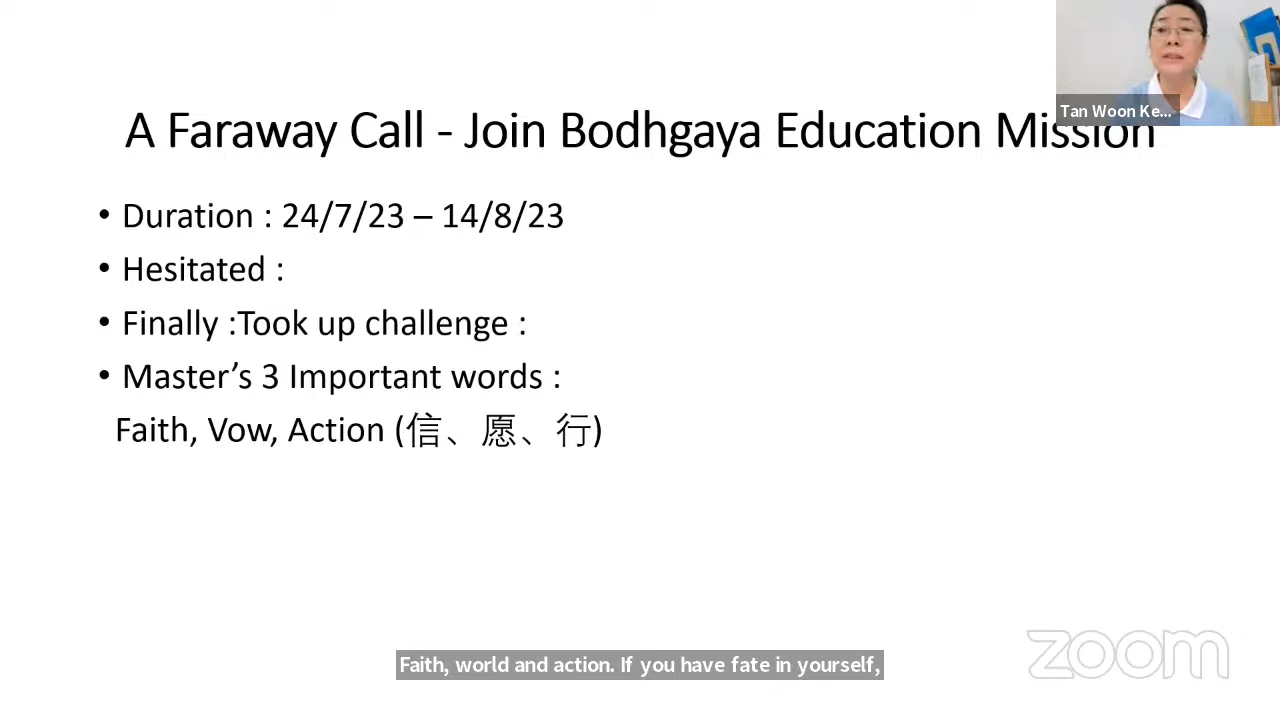 Tan Woon Ke...
A Faraway Call - Join Bodhgaya Education Mission
• Duration : 24/7/23 – 14/8/23
• Hesitated :
• Finally :Took up challenge :
• Master’s 3 Important words :
Faith, Vow, Action (信、愿、行)
Faith, world and action. If you have fate in yourself,
zoom